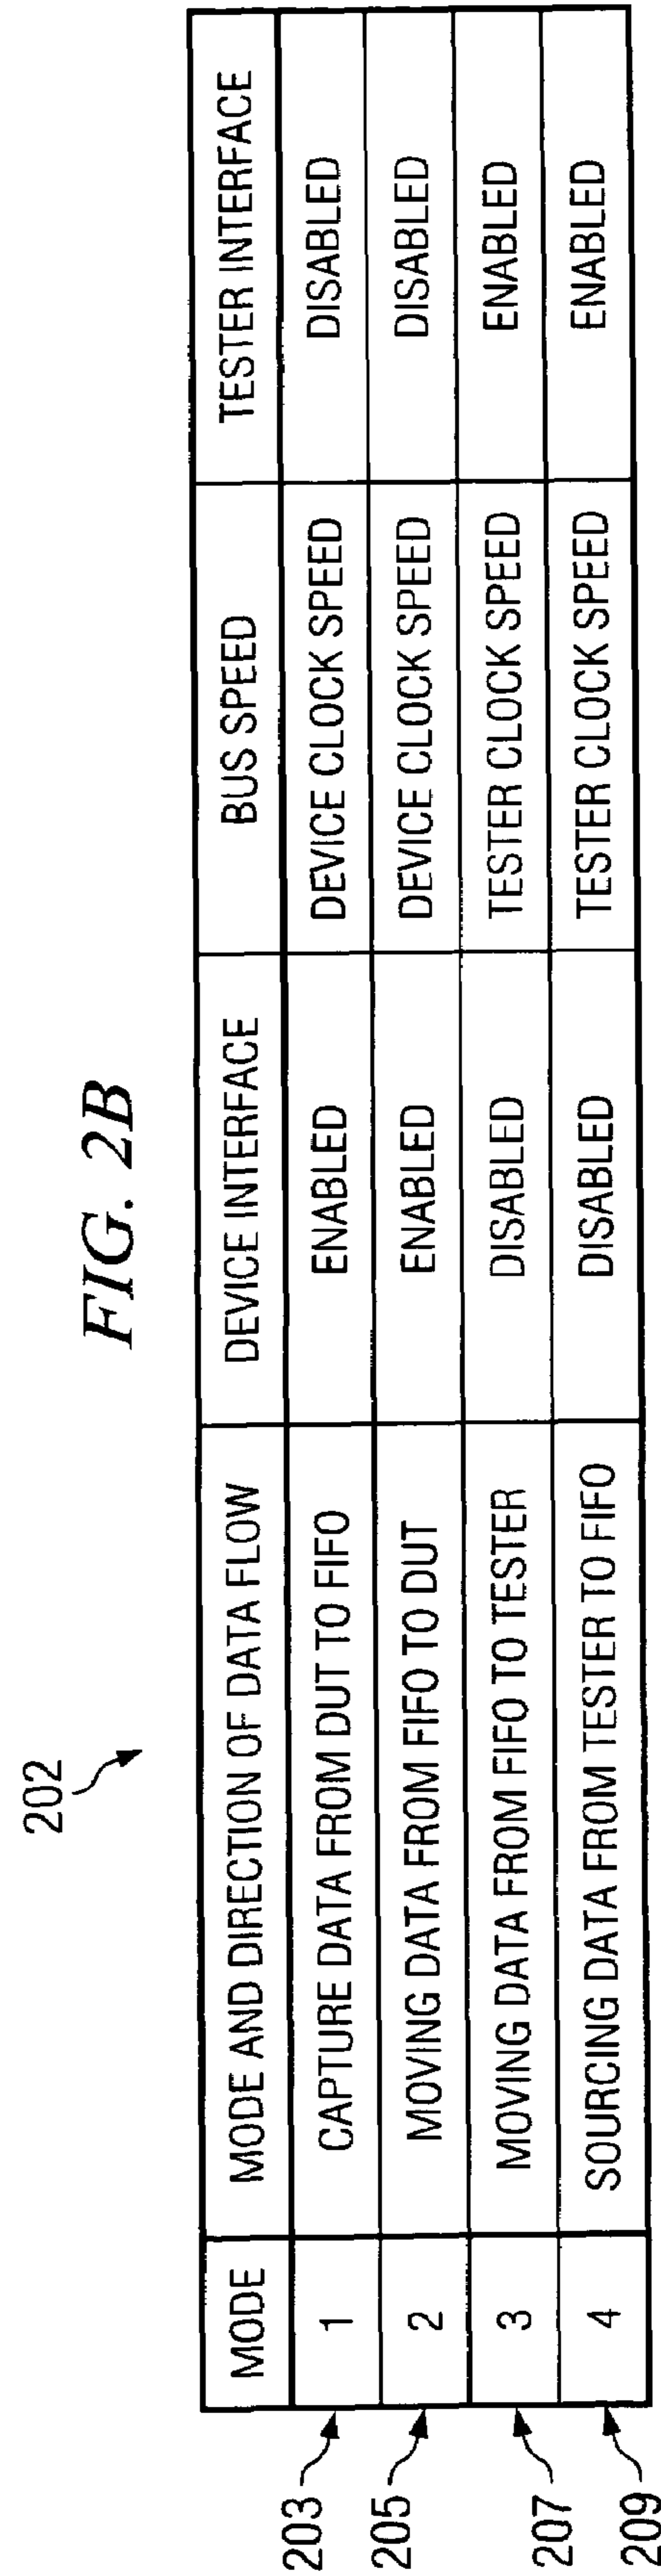 FIG. 2B
202
MODE MODE AND DIRECTION OF DATA FLOW DEVICE INTERFACE BUS SPEED TESTER INTERFACE
203 1 CAPTURE DATA FROM DUT TO FIFO ENABLED DEVICE CLOCK SPEED DISABLED
205 2 MOVING DATA FROM FIFO TO DUT ENABLED DEVICE CLOCK SPEED DISABLED
207 3 MOVING DATA FROM FIFO TO TESTER DISABLED TESTER CLOCK SPEED ENABLED
209 4 SOURCING DATA FROM TESTER TO FIFO DISABLED TESTER CLOCK SPEED ENABLED